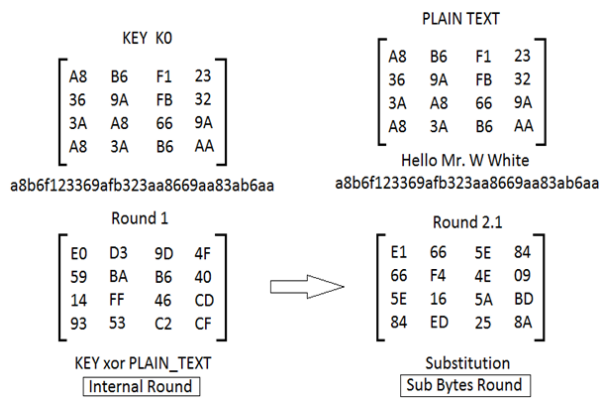 KEY K0
A8 B6 F1 23
36 9A FB 32
3A A8 66 9A
A8 3A B6 AA
a8b6f123369afb323aa8669aa83ab6aa
PLAIN TEXT
A8 B6 F1 23
36 9A FB 32
3A A8 66 9A
A8 3A B6 AA
Hello Mr. W White
a8b6f123369afb323aa8669aa83ab6aa
Round 1
E0 D3 9D 4F
59 BA B6 40
14 FF 46 CD
93 53 C2 CF
KEY xor PLAIN_TEXT
Internal Round
Round 2.1
E1 66 5E 84
66 F4 4E 09
5E 16 5A BD
84 ED 25 8A
Substitution
Sub Bytes Round